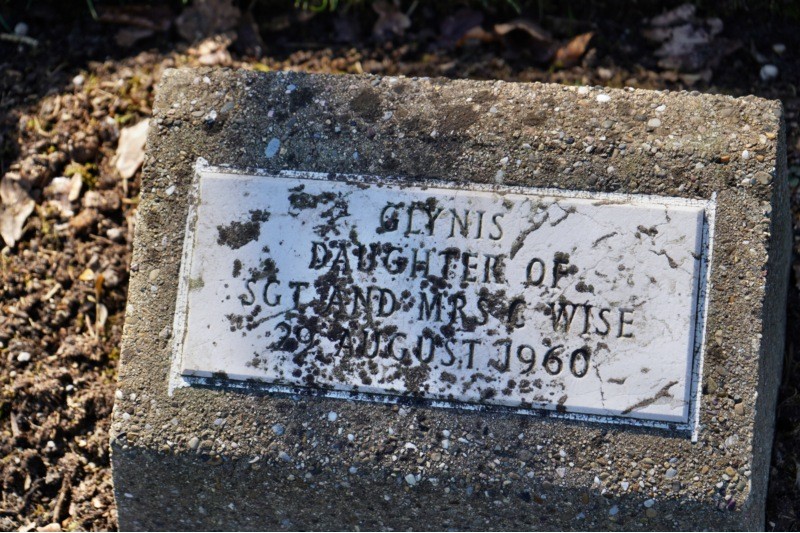 GLYNIS
DAUGHTER OF
SGT AND MRS C WISE
29 AUGUST 1960